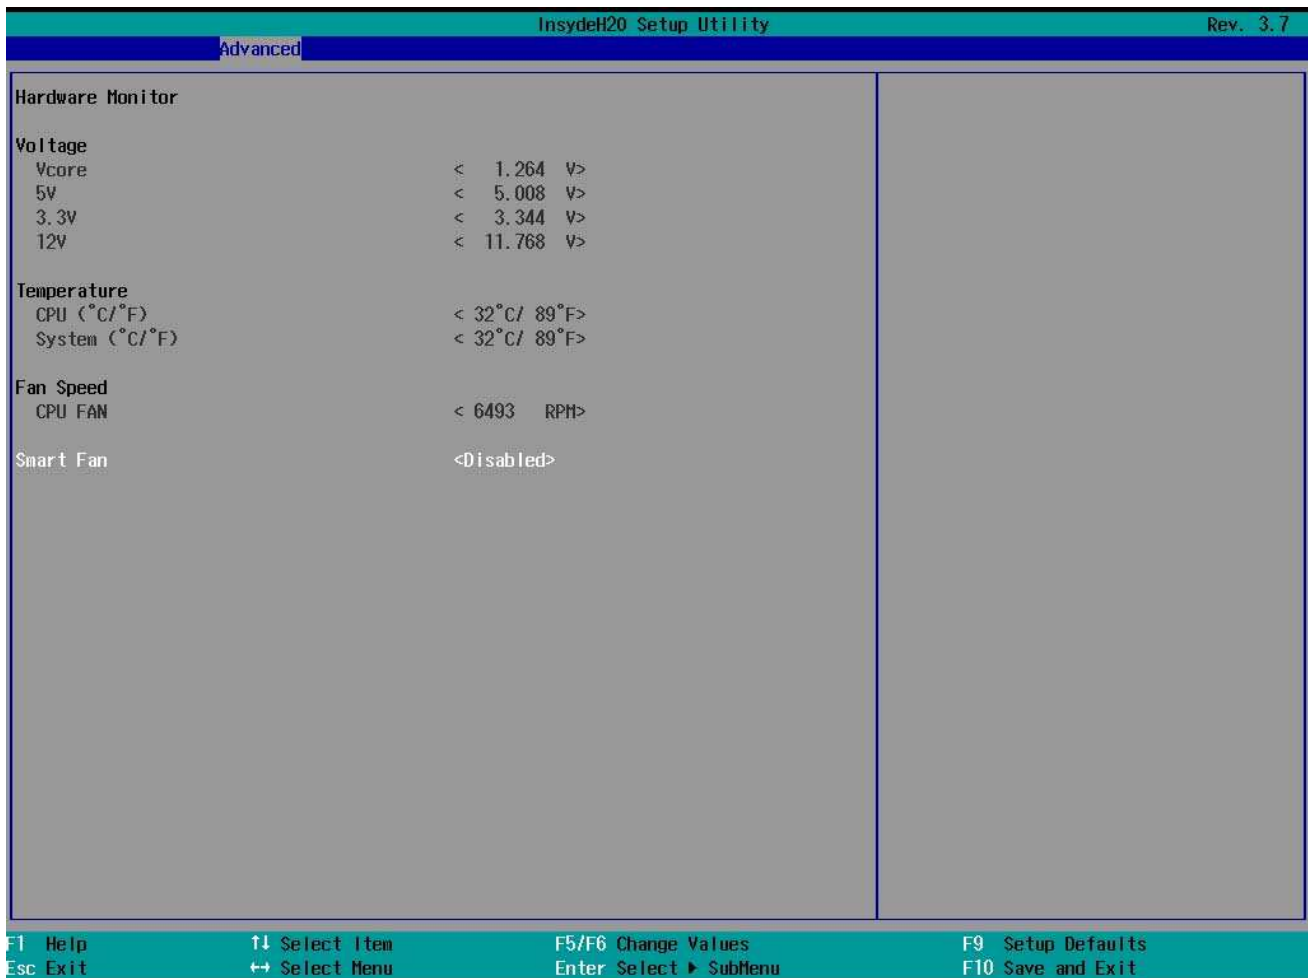 InsydeH20 Setup Utility Rev. 3.7
Advanced
Hardware Monitor
Voltage
Vcore < 1.264 V>
5V < 5.008 V>
3.3V < 3.344 V>
12V < 11.768 V>
Temperature
CPU (°C/°F) < 32°C/ 89°F>
System (°C/°F) < 32°C/ 89°F>
Fan Speed
CPU FAN < 6493 RPM>
Smart Fan <Disabled>
F1 Help ↑↓ Select Item F5/F6 Change Values F9 Setup Defaults
Esc Exit ↔ Select Menu Enter Select ▶ SubMenu F10 Save and Exit